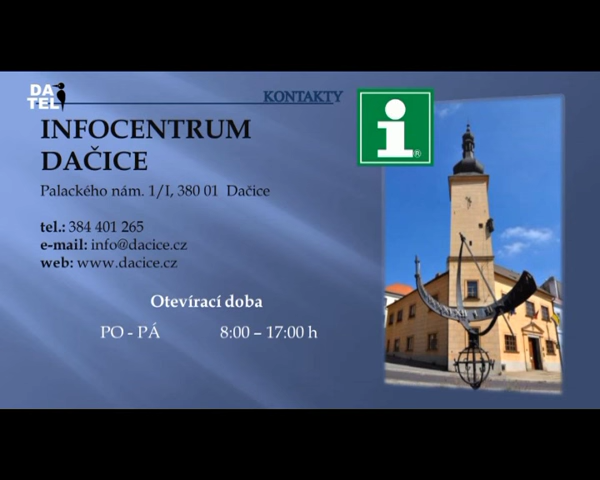 DA
TEL
KONTAKTY
INFOCENTRUM
DAČICE
Palackého nám. 1/I, 380 01 Dačice
tel.: 384 401 265
e-mail: info@dacice.cz
web: www.dacice.cz
Otevírací doba
PO - PÁ 8:00 – 17:00 h
i®